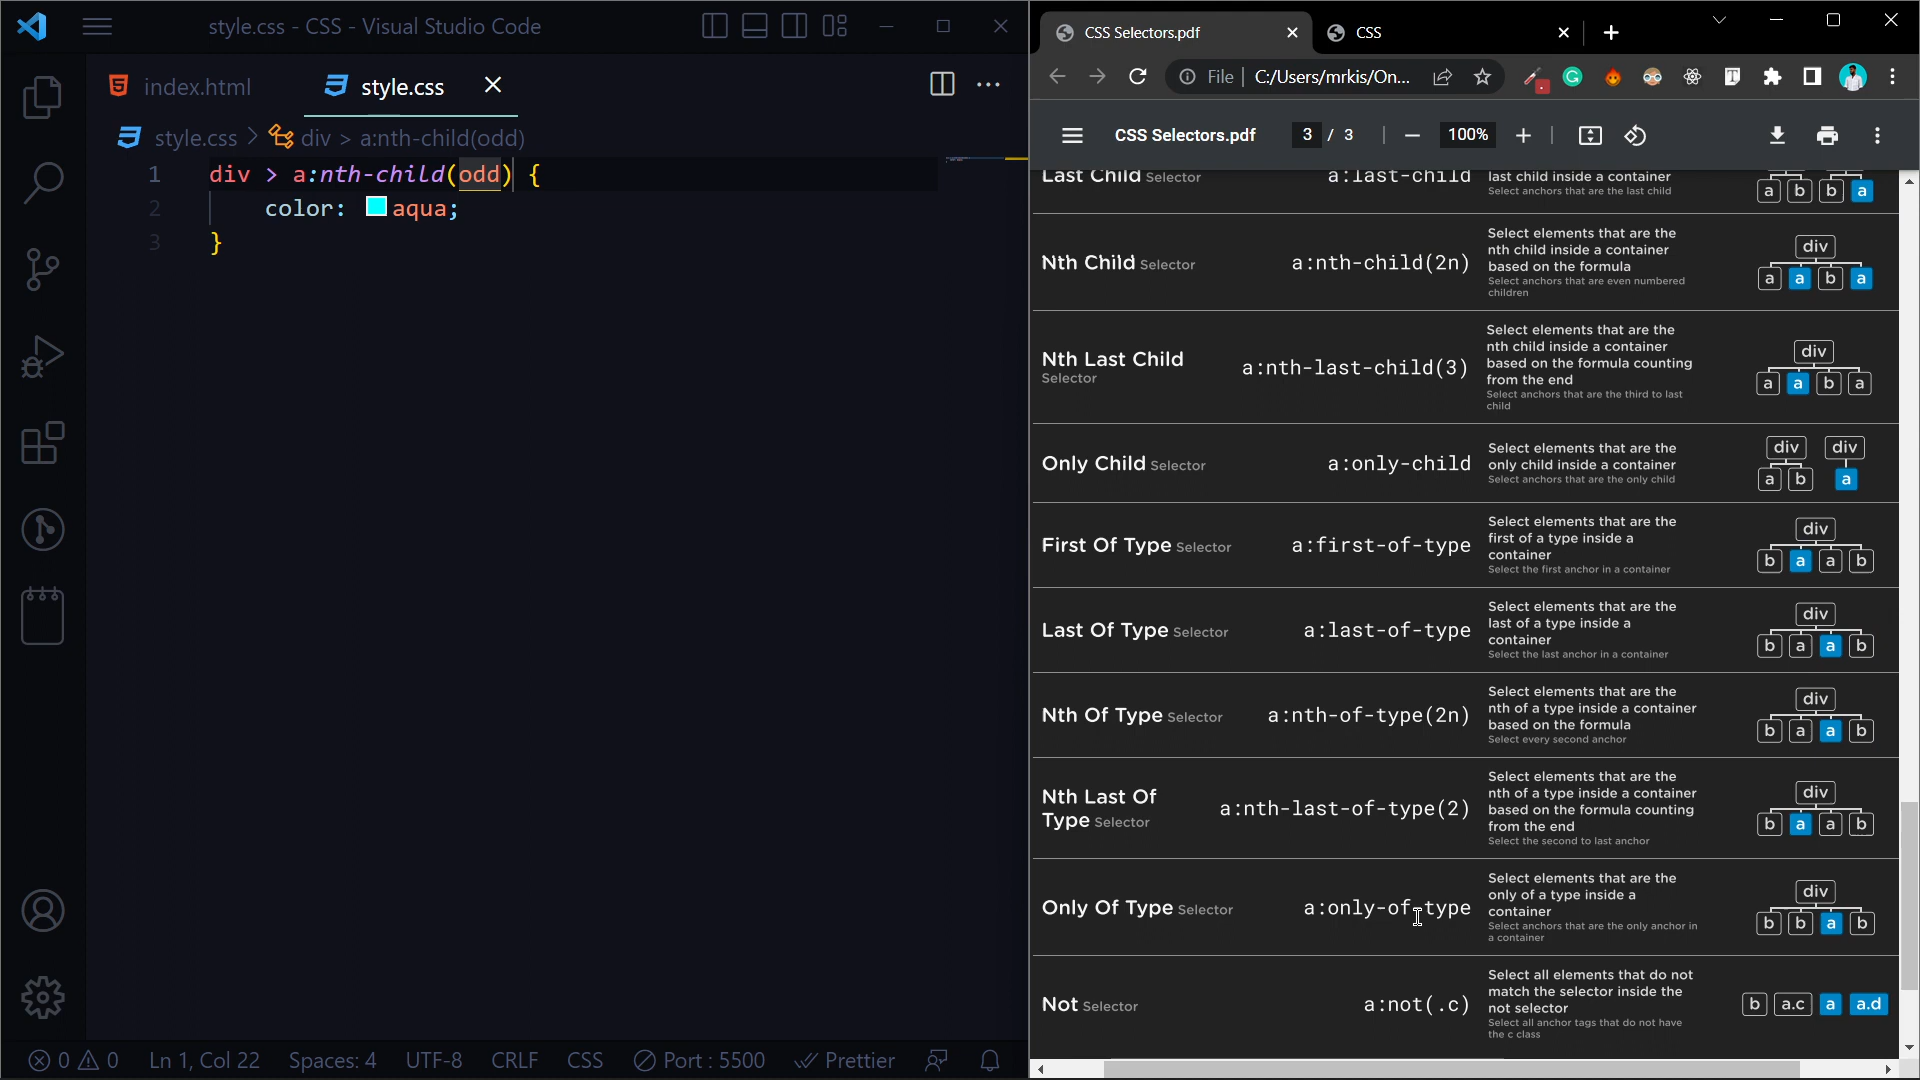 style.css - CSS - Visual Studio Code
index.html
style.css
style.css > div > a:nth-child(odd)
1 div > a:nth-child(odd) {
2 color: aqua;
3 }
0 0 Ln 1, Col 22 Spaces: 4 UTF-8 CRLF CSS Port : 5500 Prettier
CSS Selectors.pdf
CSS
File | C:/Users/mrkis/On...
CSS Selectors.pdf 3 / 3 100%
Last Child Selector
a:last-child
last child inside a container
Select anchors that are the last child
a b b a
Nth Child Selector
a:nth-child(2n)
Select elements that are the
nth child inside a container
based on the formula
Select anchors that are even numbered
children
div
a a b a
Nth Last Child
Selector
a:nth-last-child(3)
Select elements that are the
nth child inside a container
based on the formula counting
from the end
Select anchors that are the third to last
child
div
a a b a
Only Child Selector
a:only-child
Select elements that are the
only child inside a container
Select anchors that are the only child
div div
a b a
First Of Type Selector
a:first-of-type
Select elements that are the
first of a type inside a
container
Select the first anchor in a container
div
b a a b
Last Of Type Selector
a:last-of-type
Select elements that are the
last of a type inside a
container
Select the last anchor in a container
div
b a a b
Nth Of Type Selector
a:nth-of-type(2n)
Select elements that are the
nth of a type inside a container
based on the formula
Select every second anchor
div
b a a b
Nth Last Of
Type Selector
a:nth-last-of-type(2)
Select elements that are the
nth of a type inside a container
based on the formula counting
from the end
Select the second to last anchor
div
b a a b
Only Of Type Selector
a:only-of-type
Select elements that are the
only of a type inside a
container
Select anchors that are the only anchor in
a container
div
b b a b
Not Selector
a:not(.c)
Select all elements that do not
match the selector inside the
not selector
Select all anchor tags that do not have
the c class
b a.c a a.d